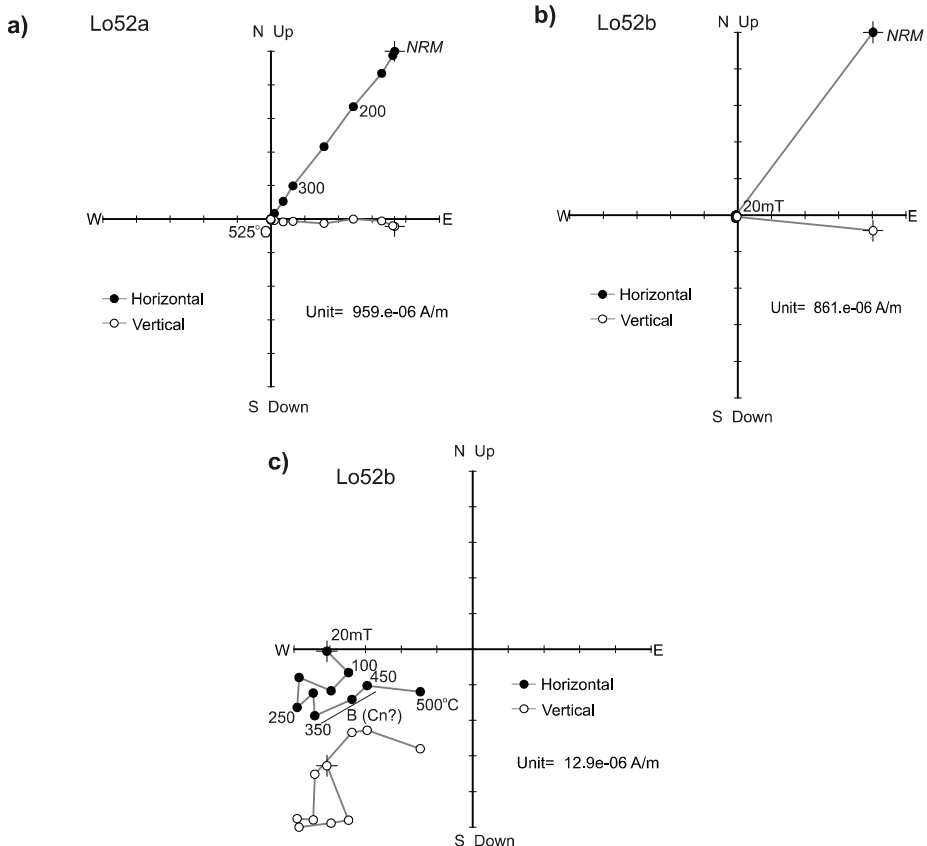 a)
Lo52a
N Up
NRM
200
300
W
E
525°C
Horizontal
Vertical
Unit= 959.e-06 A/m
S Down
b)
Lo52b
N Up
NRM
20mT
W
E
Horizontal
Vertical
Unit= 861.e-06 A/m
S Down
c)
Lo52b
N Up
20mT
W
E
100
450
250
350
B (Cn?)
500°C
Horizontal
Vertical
Unit= 12.9e-06 A/m
S Down